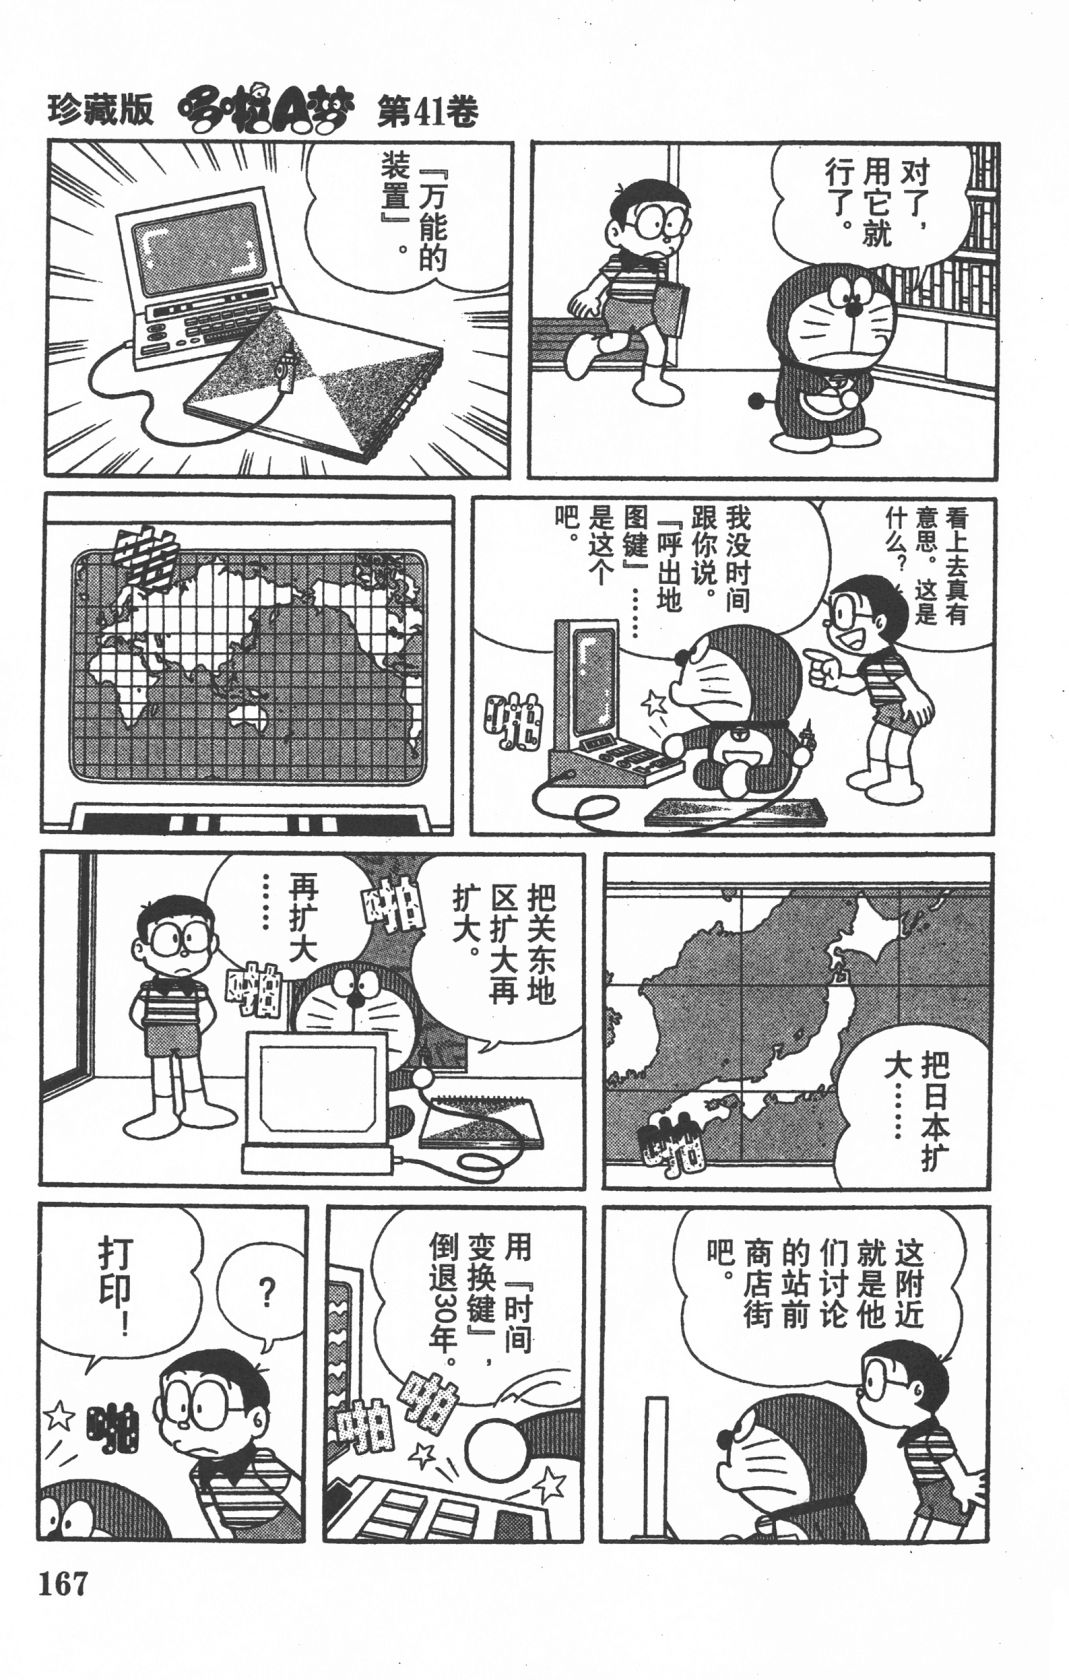 珍藏版 哆啦A梦 第41卷
对了，
用它就
行了。
『万能的
装置』。
看上去真有
意思。这是
什么？
我没时间
跟你说。
『呼出地
图键』……
是这个
吧。
啪
啪
把日本扩
大……
啪
把关东地
区扩大再
扩大。
啪
再扩大
……
啪
这附近
就是他
们讨论
的站前
商店街
吧。
用『时间
变换键』，
倒退30年。
啪
啪
？
打印！
啪
167